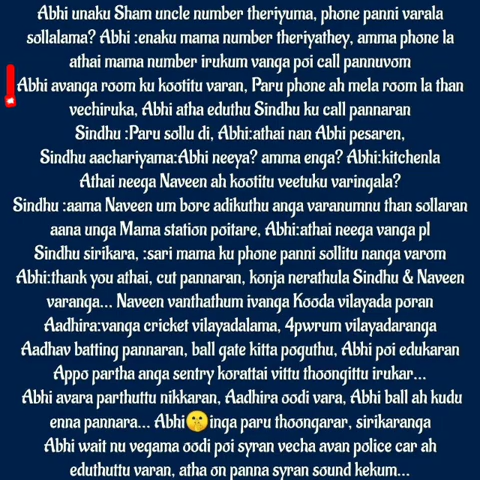 Abhi unaku Sham uncle number theriyuma, phone panni varala
sollalama? Abhi :enaku mama number theriyathey, amma phone la
athai mama number irukum vanga poi call pannuvom
Abhi avanga room ku kootitu varan, Paru phone ah mela room la than
vechiruka, Abhi atha eduthu Sindhu ku call pannaran
Sindhu :Paru sollu di, Abhi:athai nan Abhi pesaren,
Sindhu aachariyama:Abhi neeya? amma enga? Abhi:kitchenla
Athai neega Naveen ah kootitu veetuku varingala?
Sindhu :aama Naveen um bore adikuthu anga varanumnu than sollaran
aana unga Mama station poitare, Abhi:athai neega vanga pl
Sindhu sirikara, :sari mama ku phone panni sollitu nanga varom
Abhi:thank you athai, cut pannaran, konja nerathula Sindhu & Naveen
varanga... Naveen vanthathum ivanga Kooda vilayada poran
Aadhira:vanga cricket vilayadalama, 4pwrum vilayadaranga
Aadhav batting pannaran, ball gate kitta poguthu, Abhi poi edukaran
Appo partha anga sentry korattai vittu thoongittu irukar...
Abhi avara parthuttu nikkaran, Aadhira oodi vara, Abhi ball ah kudu
enna pannara... Abhi🤫inga paru thoongarar, sirikaranga
Abhi wait nu vegama oodi poi syran vecha avan police car ah
eduthuttu varan, atha on panna syran sound kekum...